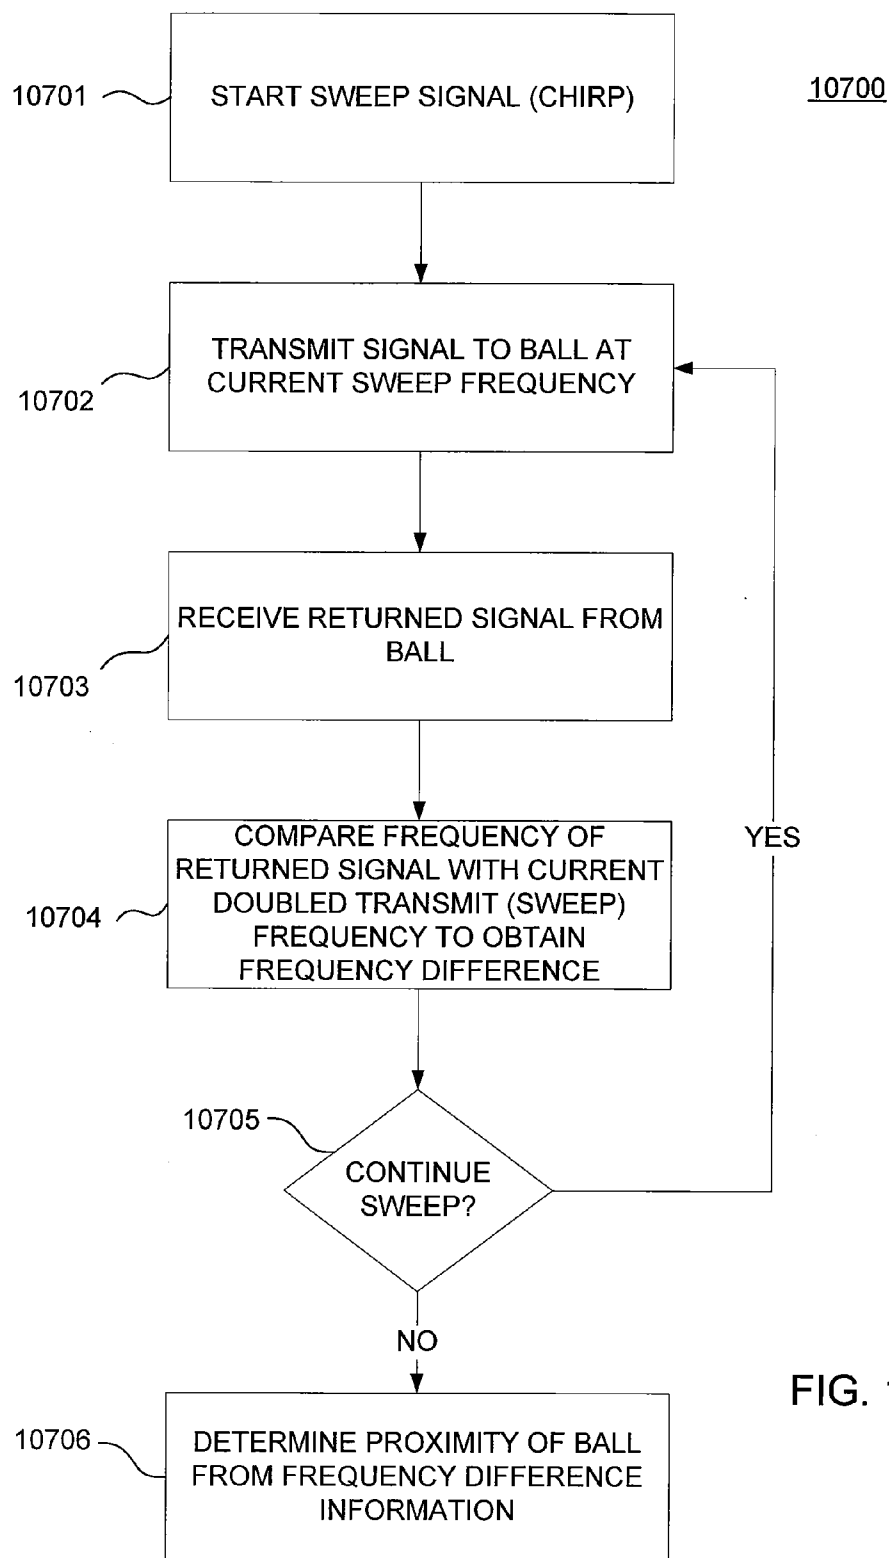 10701
START SWEEP SIGNAL (CHIRP)
10700
10702
TRANSMIT SIGNAL TO BALL AT
CURRENT SWEEP FREQUENCY
10703
RECEIVE RETURNED SIGNAL FROM
BALL
10704
COMPARE FREQUENCY OF
RETURNED SIGNAL WITH CURRENT
DOUBLED TRANSMIT (SWEEP)
FREQUENCY TO OBTAIN
FREQUENCY DIFFERENCE
YES
10705
CONTINUE
SWEEP?
NO
FIG.
10706
DETERMINE PROXIMITY OF BALL
FROM FREQUENCY DIFFERENCE
INFORMATION